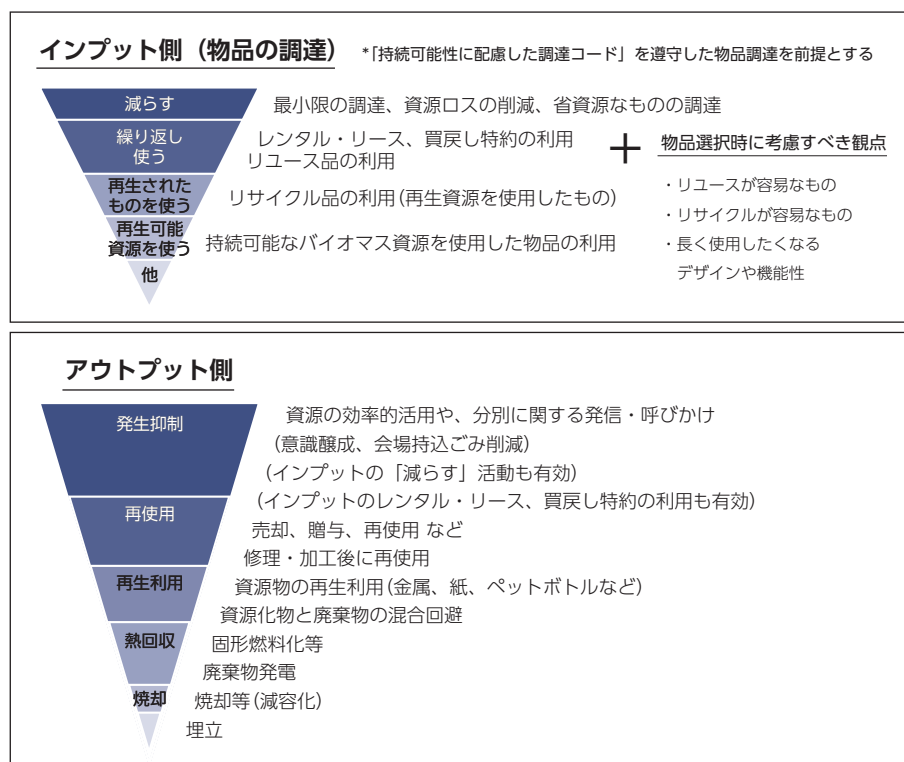 インプット側（物品の調達） *「持続可能性に配慮した調達コード」を遵守した物品調達を前提とする
減らす
最小限の調達、資源ロスの削減、省資源なものの調達
繰り返し
使う
レンタル・リース、買戻し特約の利用
リユース品の利用
再生された
ものを使う
リサイクル品の利用（再生資源を使用したもの）
再生可能
資源を使う
持続可能なバイオマス資源を使用した物品の利用
他
＋
物品選択時に考慮すべき観点
・リユースが容易なもの
・リサイクルが容易なもの
・長く使用したくなる
デザインや機能性
アウトプット側
発生抑制
資源の効率的活用や、分別に関する発信・呼びかけ
（意識醸成、会場持込ごみ削減）
（インプットの「減らす」活動も有効）
再使用
（インプットのレンタル・リース、買戻し特約の利用も有効）
売却、贈与、再使用 など
修理・加工後に再使用
再生利用
資源物の再生利用（金属、紙、ペットボトルなど）
資源化物と廃棄物の混合回避
熱回収
固形燃料化等
廃棄物発電
焼却
焼却等（減容化）
埋立